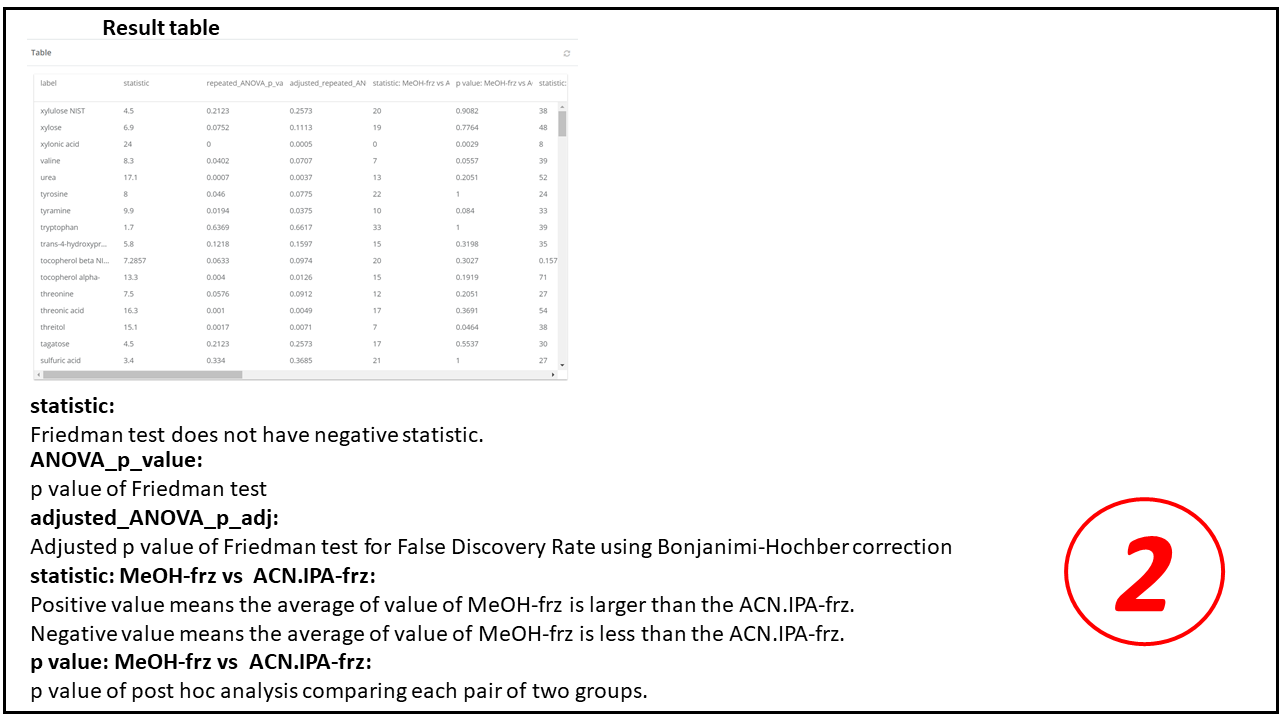 Result table
Table
label statistic repeated_ANOVA_p_va adjusted_repeated_AN statistic: MeOH-frz vs A p value: MeOH-frz vs A statistic:
xylulose NIST 4.5 0.2123 0.2573 20 0.9082 38
xylose 6.9 0.0752 0.1113 19 0.7764 48
xylonic acid 24 0 0.0005 0 0.0029 8
valine 8.3 0.0402 0.0707 7 0.0557 39
urea 17.1 0.0007 0.0037 13 0.2051 52
tyrosine 8 0.046 0.0775 22 1 24
tyramine 9.9 0.0194 0.0375 10 0.084 33
tryptophan 1.7 0.6369 0.6617 33 1 39
trans-4-hydroxypr... 5.8 0.1218 0.1597 15 0.3198 35
tocopherol beta NI... 7.2857 0.0633 0.0974 20 0.3027 0.157
tocopherol alpha- 13.3 0.004 0.0126 15 0.1919 71
threonine 7.5 0.0576 0.0912 12 0.2051 27
threonic acid 16.3 0.001 0.0049 17 0.3691 54
threitol 15.1 0.0017 0.0071 7 0.0464 38
tagatose 4.5 0.2123 0.2573 17 0.5537 30
sulfuric acid 3.4 0.334 0.3685 21 1 27
statistic:
Friedman test does not have negative statistic.
ANOVA_p_value:
p value of Friedman test
adjusted_ANOVA_p_adj:
Adjusted p value of Friedman test for False Discovery Rate using Bonjanimi-Hochber correction
statistic: MeOH-frz vs ACN.IPA-frz:
Positive value means the average of value of MeOH-frz is larger than the ACN.IPA-frz.
Negative value means the average of value of MeOH-frz is less than the ACN.IPA-frz.
p value: MeOH-frz vs ACN.IPA-frz:
p value of post hoc analysis comparing each pair of two groups.
2